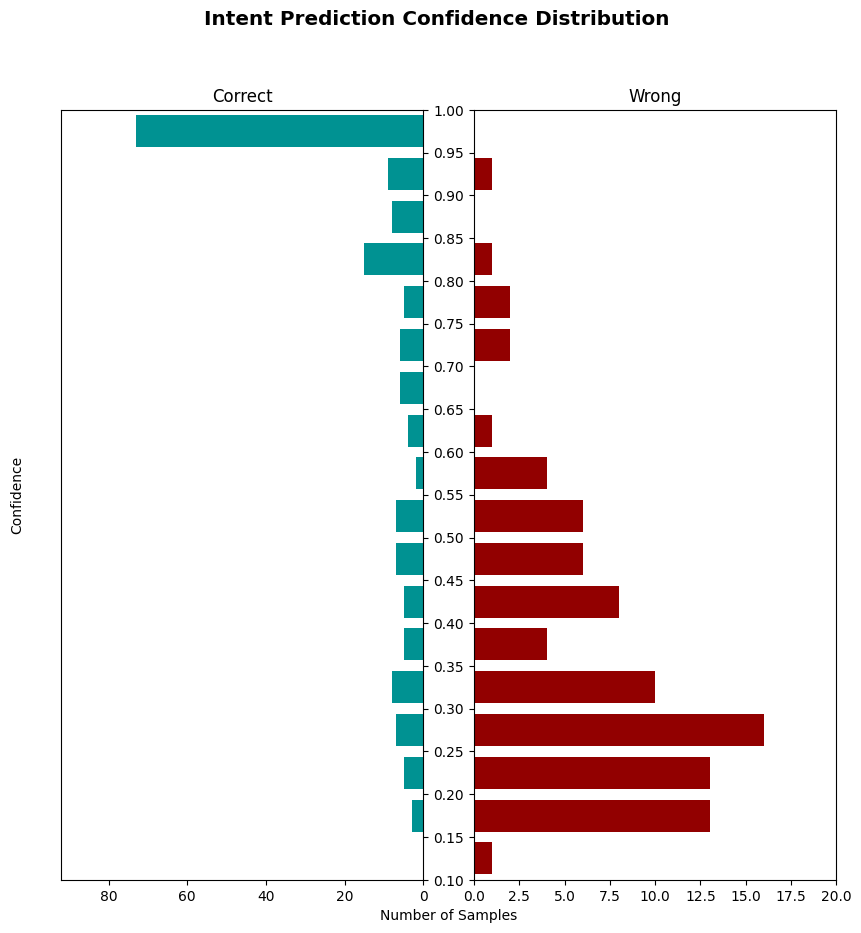 Intent Prediction Confidence Distribution
Correct
Wrong
1.00
0.95
0.90
0.85
0.80
0.75
0.70
0.65
0.60
0.55
0.50
0.45
0.40
0.35
0.30
0.25
0.20
0.15
0.10
Confidence
80 60 40 20 0
0.0 2.5 5.0 7.5 10.0 12.5 15.0 17.5 20.0
Number of Samples